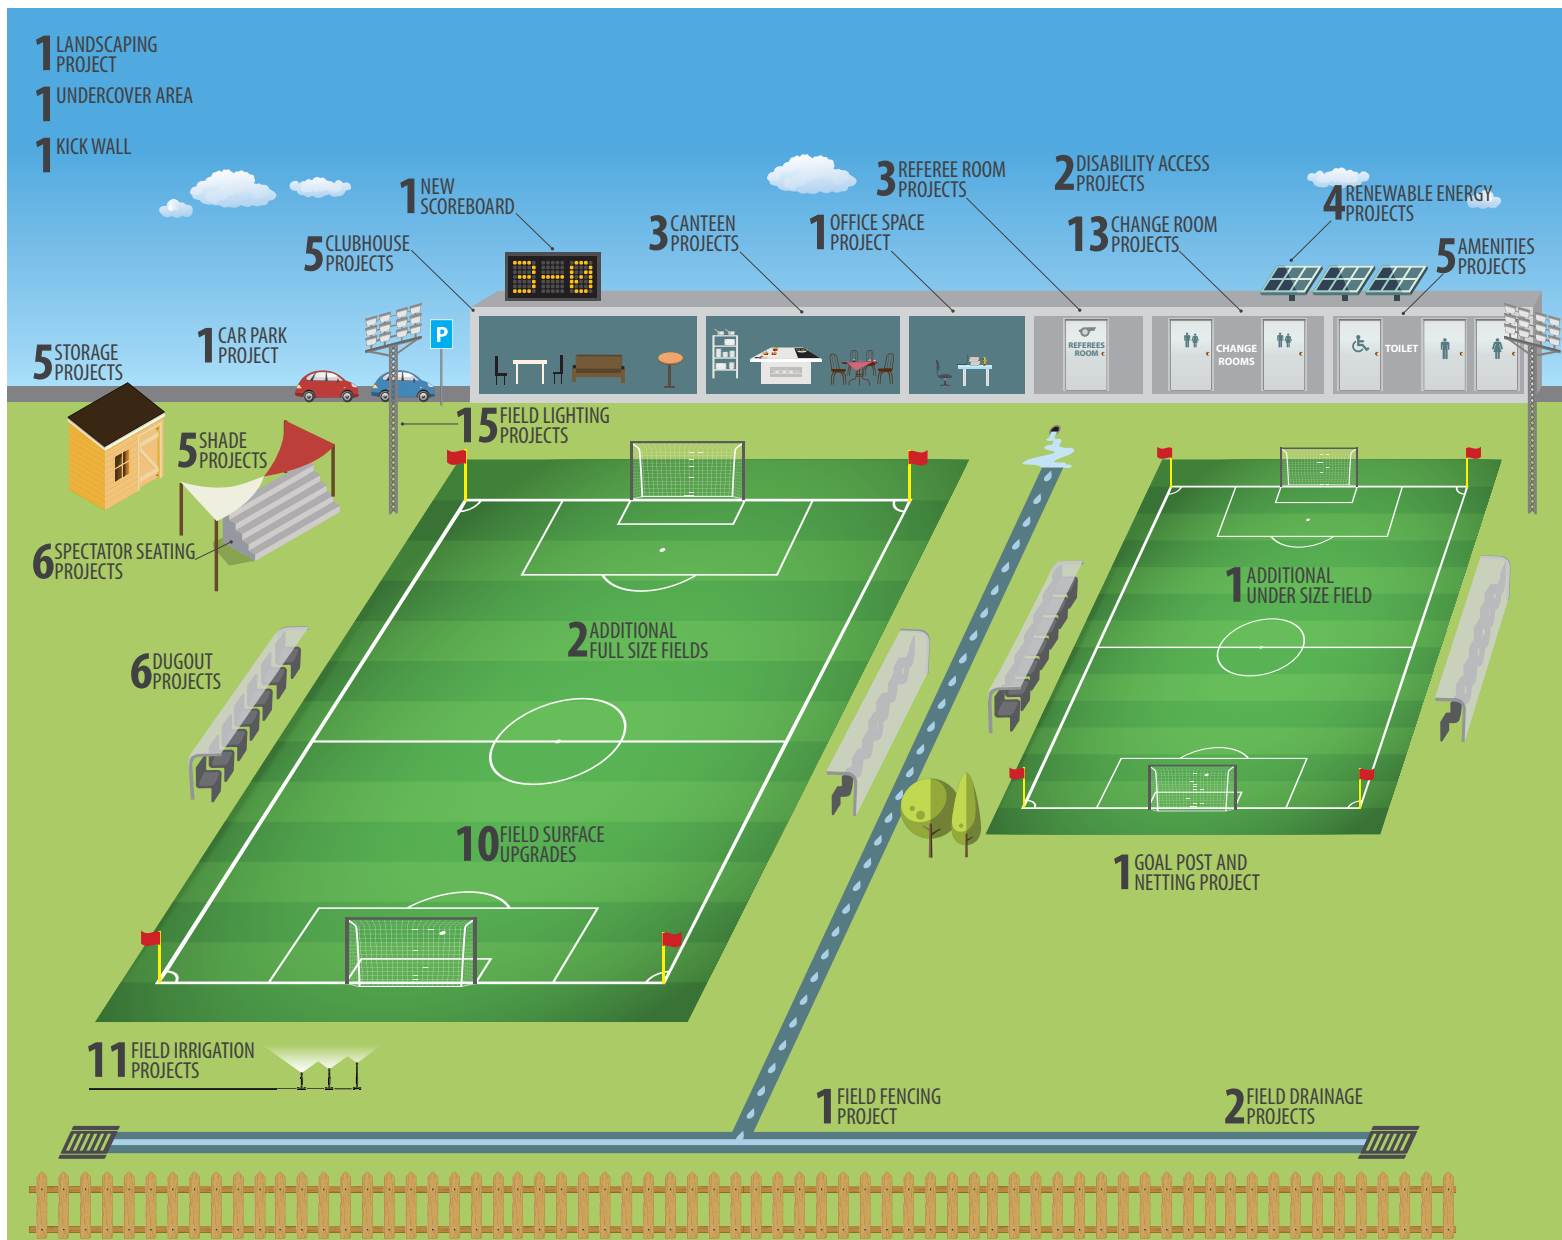 1 LANDSCAPING
PROJECT
1 UNDERCOVER AREA
1 KICK WALL
1 NEW
SCOREBOARD
5 CLUBHOUSE
PROJECTS
3 CANTEEN
PROJECTS
1 OFFICE SPACE
PROJECT
3 REFEREE ROOM
PROJECTS
2 DISABILITY ACCESS
PROJECTS
13 CHANGE ROOM
PROJECTS
4 RENEWABLE ENERGY
PROJECTS
5 AMENITIES
PROJECTS
3-0
P
REFEREES
ROOM
CHANGE
ROOMS
TOILET
5 STORAGE
PROJECTS
1 CAR PARK
PROJECT
15 FIELD LIGHTING
PROJECTS
5 SHADE
PROJECTS
6 SPECTATOR SEATING
PROJECTS
6 DUGOUT
PROJECTS
2 ADDITIONAL
FULL SIZE FIELDS
1 ADDITIONAL
UNDER SIZE FIELD
10 FIELD SURFACE
UPGRADES
1 GOAL POST AND
NETTING PROJECT
11 FIELD IRRIGATION
PROJECTS
1 FIELD FENCING
PROJECT
2 FIELD DRAINAGE
PROJECTS